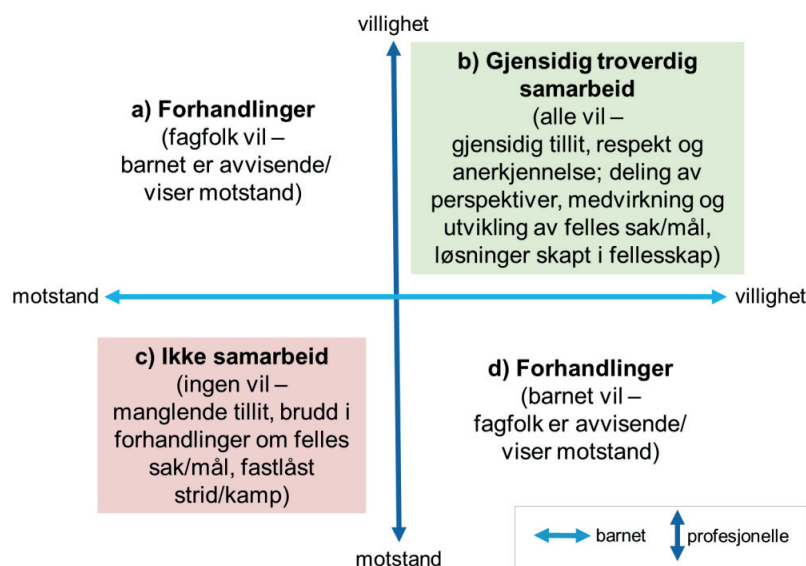 villighet
a) Forhandlinger
(fagfolk vil –
barnet er avvisende/
viser motstand)
b) Gjensidig troverdig
samarbeid
(alle vil –
gjensidig tillit, respekt og
anerkjennelse; deling av
perspektiver, medvirkning og
utvikling av felles sak/mål,
løsninger skapt i fellesskap)
motstand
villighet
c) Ikke samarbeid
(ingen vil –
manglende tillit, brudd i
forhandlinger om felles
sak/mål, fastlåst
strid/kamp)
d) Forhandlinger
(barnet vil –
fagfolk er avvisende/
viser motstand)
motstand
barnet
profesjonelle